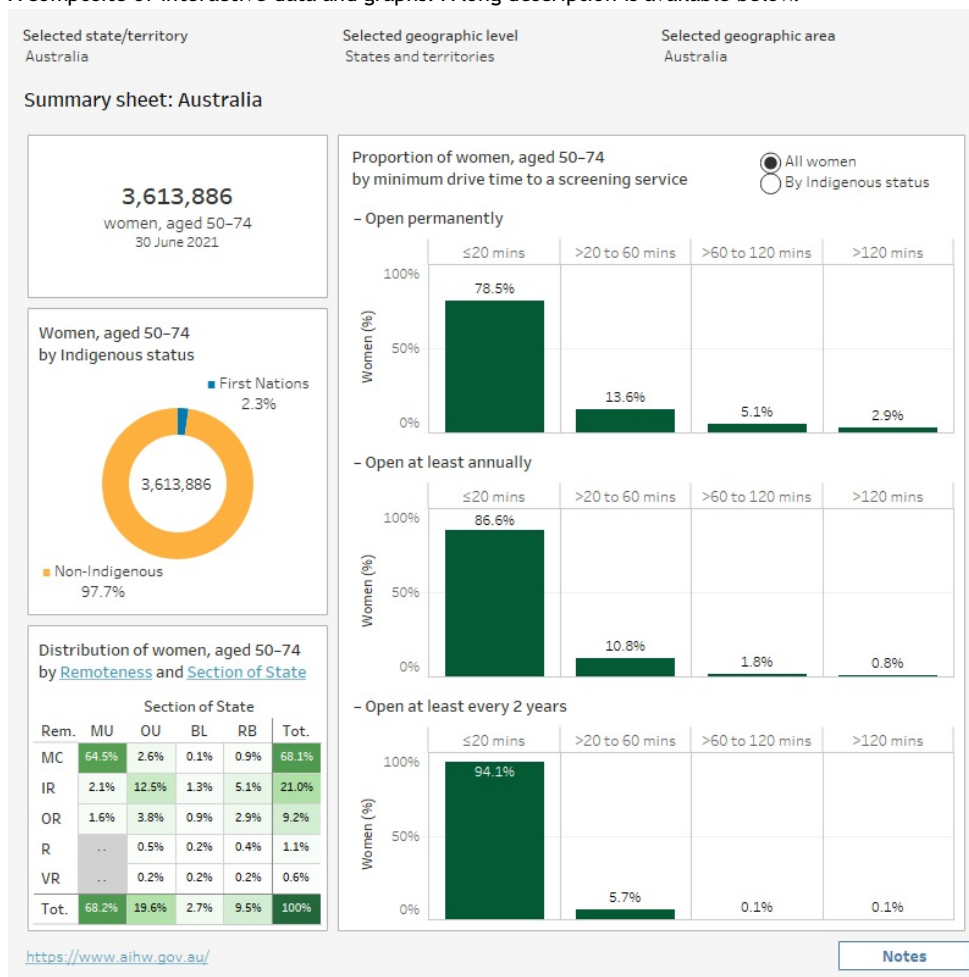 Selected state/territory
Australia
Selected geographic level
States and territories
Selected geographic area
Australia
Summary sheet: Australia
3,613,886
women, aged 50–74
30 June 2021
Women, aged 50–74
by Indigenous status
First Nations
2.3%
3,613,886
Non-Indigenous
97.7%
Distribution of women, aged 50–74
by Remoteness and Section of State
Section of State
Rem. MU OU BL RB Tot.
MC 64.5% 2.6% 0.1% 0.9% 68.1%
IR 2.1% 12.5% 1.3% 5.1% 21.0%
OR 1.6% 3.8% 0.9% 2.9% 9.2%
R .. 0.5% 0.2% 0.4% 1.1%
VR .. 0.2% 0.2% 0.2% 0.6%
Tot. 68.2% 19.6% 2.7% 9.5% 100%
Proportion of women, aged 50–74
by minimum drive time to a screening service
All women
By Indigenous status
– Open permanently
≤20 mins >20 to 60 mins >60 to 120 mins >120 mins
100%
50%
0%
Women (%)
78.5% 13.6% 5.1% 2.9%
– Open at least annually
≤20 mins >20 to 60 mins >60 to 120 mins >120 mins
100%
50%
0%
Women (%)
86.6% 10.8% 1.8% 0.8%
– Open at least every 2 years
≤20 mins >20 to 60 mins >60 to 120 mins >120 mins
100%
50%
0%
Women (%)
94.1% 5.7% 0.1% 0.1%
https://www.aihw.gov.au/
Notes